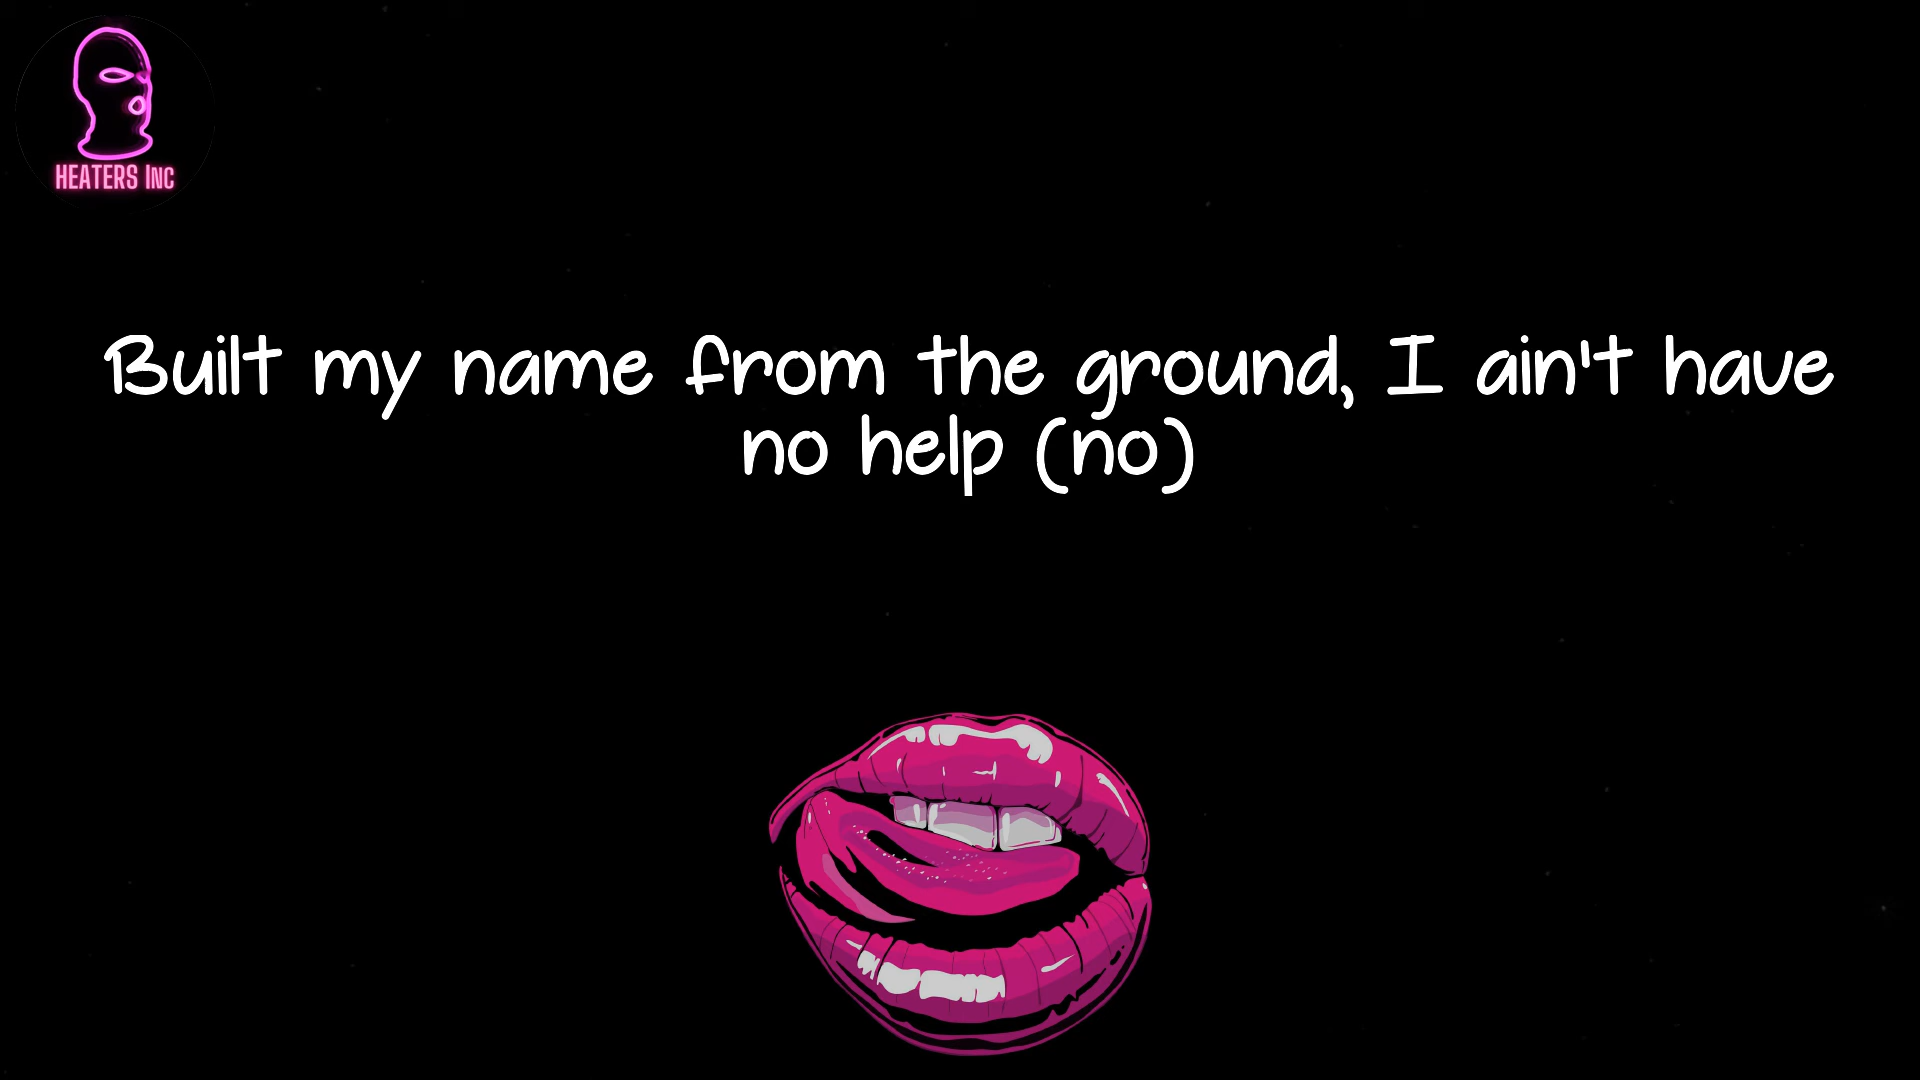 HEATERS INC
Built my name from the ground, I ain't have
no help (no)